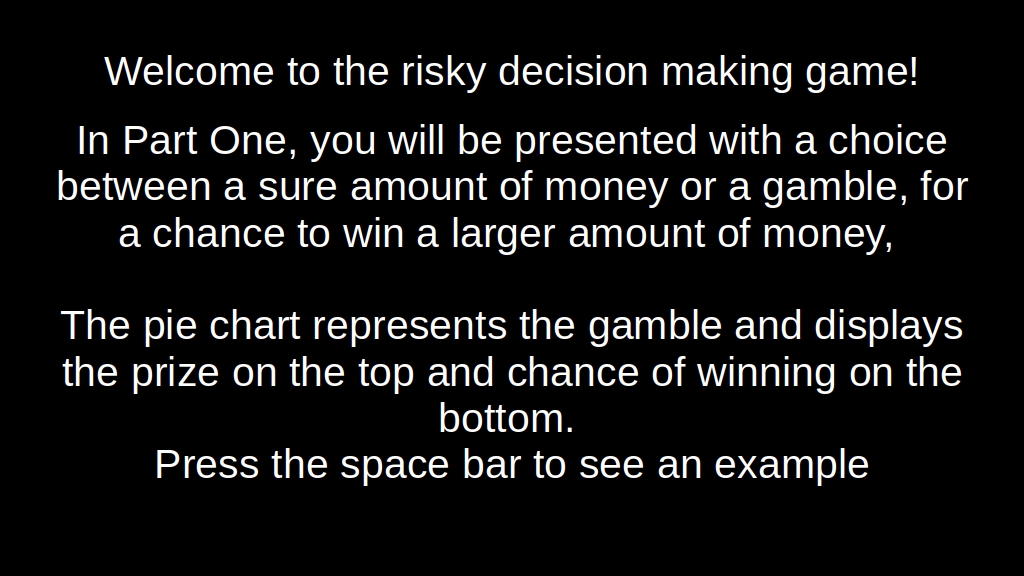 Welcome to the risky decision making game!
In Part One, you will be presented with a choice
between a sure amount of money or a gamble, for
a chance to win a larger amount of money,
The pie chart represents the gamble and displays
the prize on the top and chance of winning on the
bottom.
Press the space bar to see an example